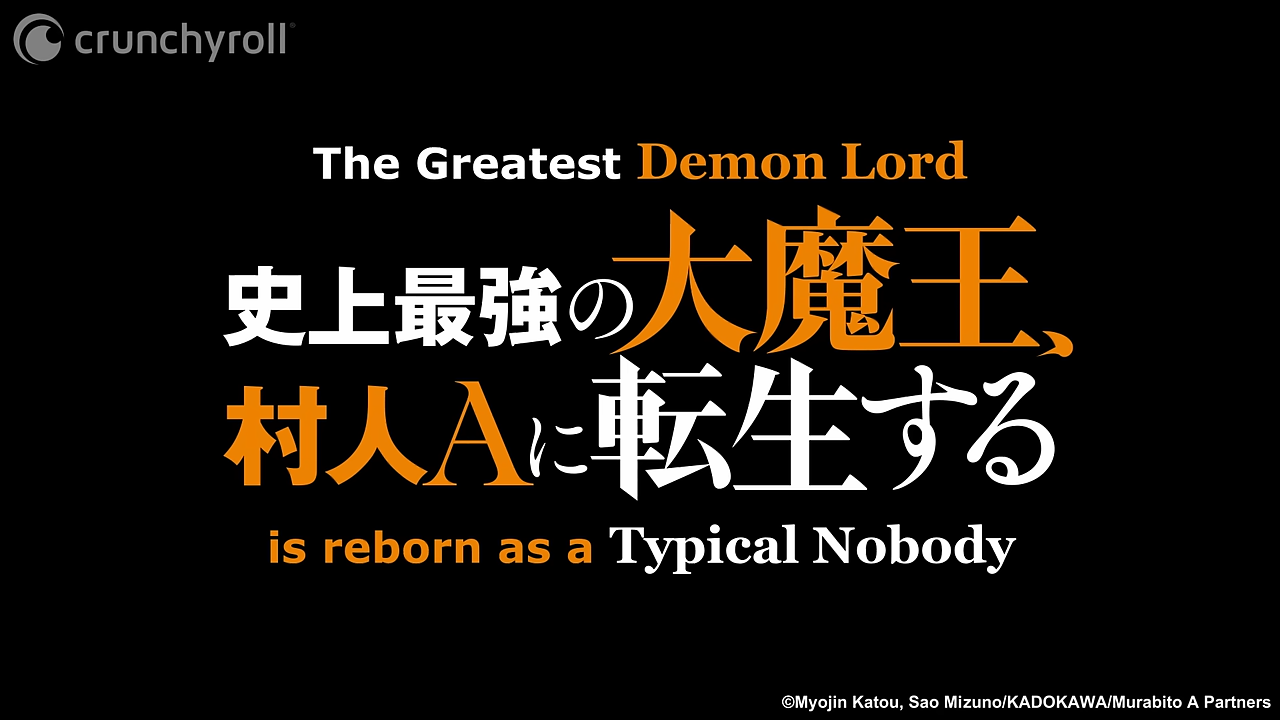 crunchyroll
The Greatest Demon Lord
史上最強の大魔王、
村人Aに転生する
is reborn as a Typical Nobody
©Myojin Katou, Sao Mizuno/KADOKAWA/Murabito A Partners